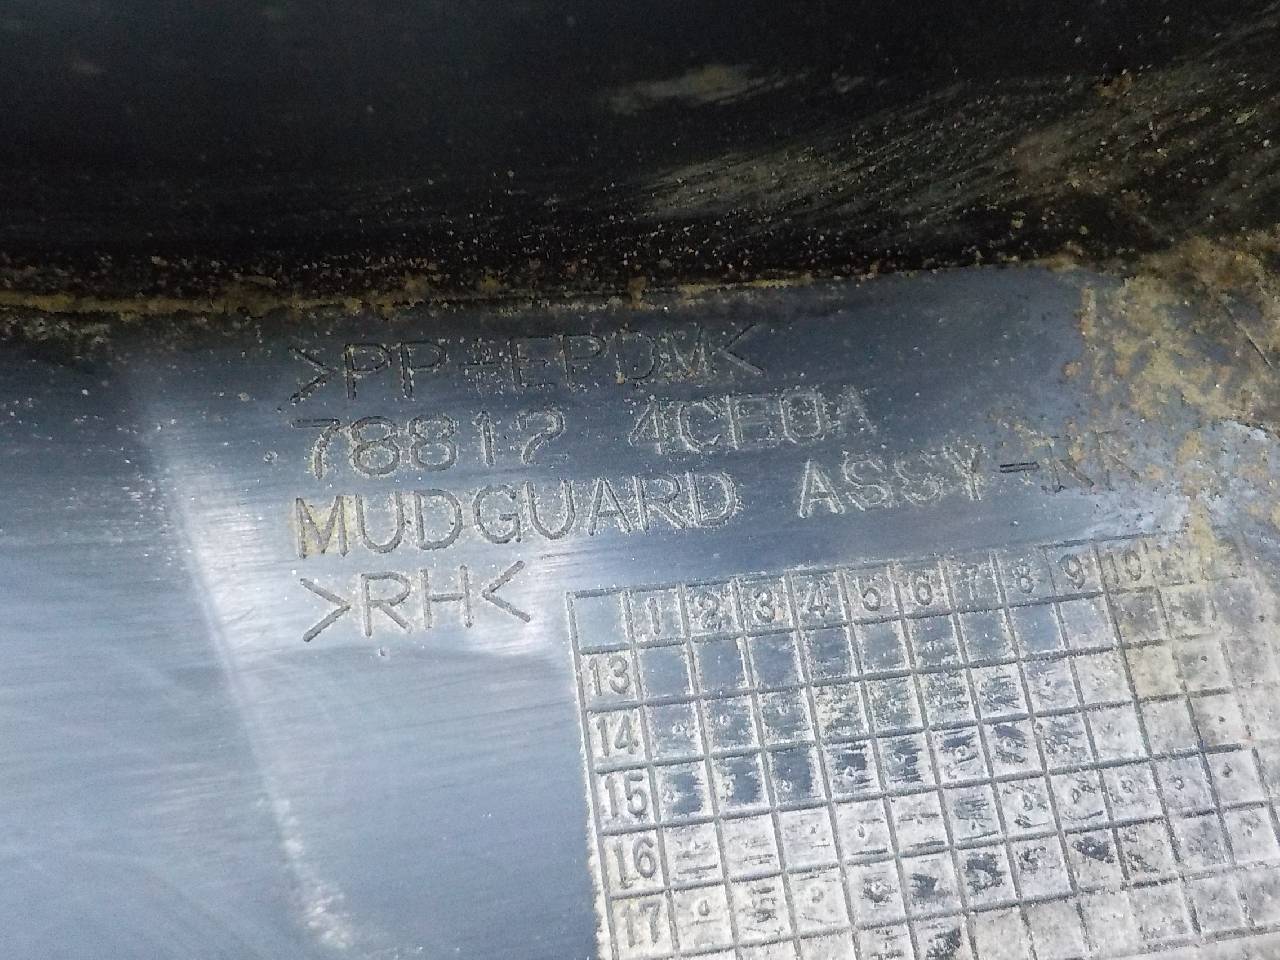 >PP+EPDM<
78812 4CE0A
MUDGUARD ASSY-RR
>RH<
1 2 3 4 5 6 7 8 9 10
13
14
15
16
17